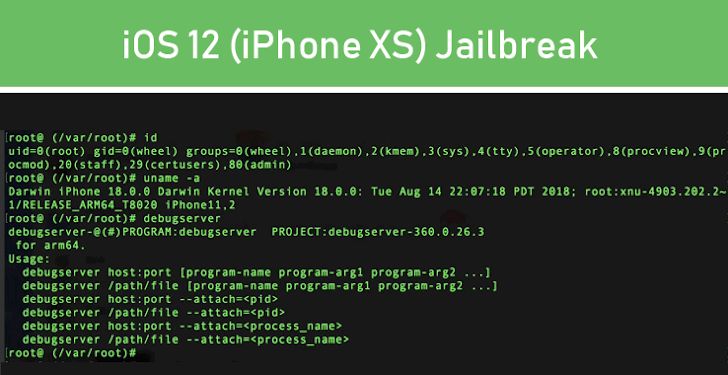 iOS 12 (iPhone XS) Jailbreak
[root@ (/var/root)# id
uid=0(root) gid=0(wheel) groups=0(wheel),1(daemon),2(kmem),3(sys),4(tty),5(operator),8(procview),9(pr
ocmod),20(staff),29(certusers),80(admin)
[root@ (/var/root)# uname -a
Darwin iPhone 18.0.0 Darwin Kernel Version 18.0.0: Tue Aug 14 22:07:18 PDT 2018; root:xnu-4903.202.2~
1/RELEASE_ARM64_T8020 iPhone11,2
[root@ (/var/root)# debugserver
debugserver-@(#)PROGRAM:debugserver  PROJECT:debugserver-360.0.26.3
 for arm64.
Usage:
  debugserver host:port [program-name program-arg1 program-arg2 ...]
  debugserver /path/file [program-name program-arg1 program-arg2 ...]
  debugserver host:port --attach=<pid>
  debugserver /path/file --attach=<pid>
  debugserver host:port --attach=<process_name>
  debugserver /path/file --attach=<process_name>
[root@ (/var/root)#